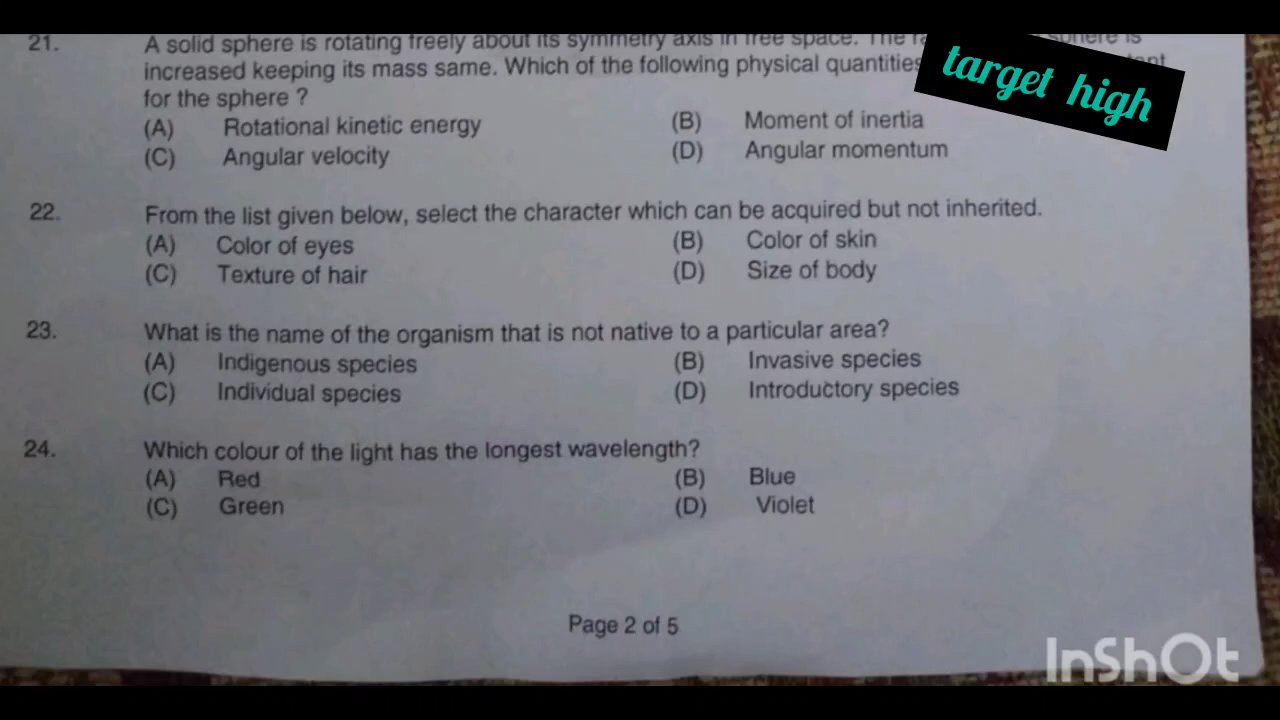 21. A solid sphere is rotating freely about its symmetry axis in free space. The sphere is
increased keeping its mass same. Which of the following physical quantities
for the sphere ?
(A) Rotational kinetic energy (B) Moment of inertia
(C) Angular velocity (D) Angular momentum
22. From the list given below, select the character which can be acquired but not inherited.
(A) Color of eyes (B) Color of skin
(C) Texture of hair (D) Size of body
23. What is the name of the organism that is not native to a particular area?
(A) Indigenous species (B) Invasive species
(C) Individual species (D) Introductory species
24. Which colour of the light has the longest wavelength?
(A) Red (B) Blue
(C) Green (D) Violet
Page 2 of 5
target high
InShOt